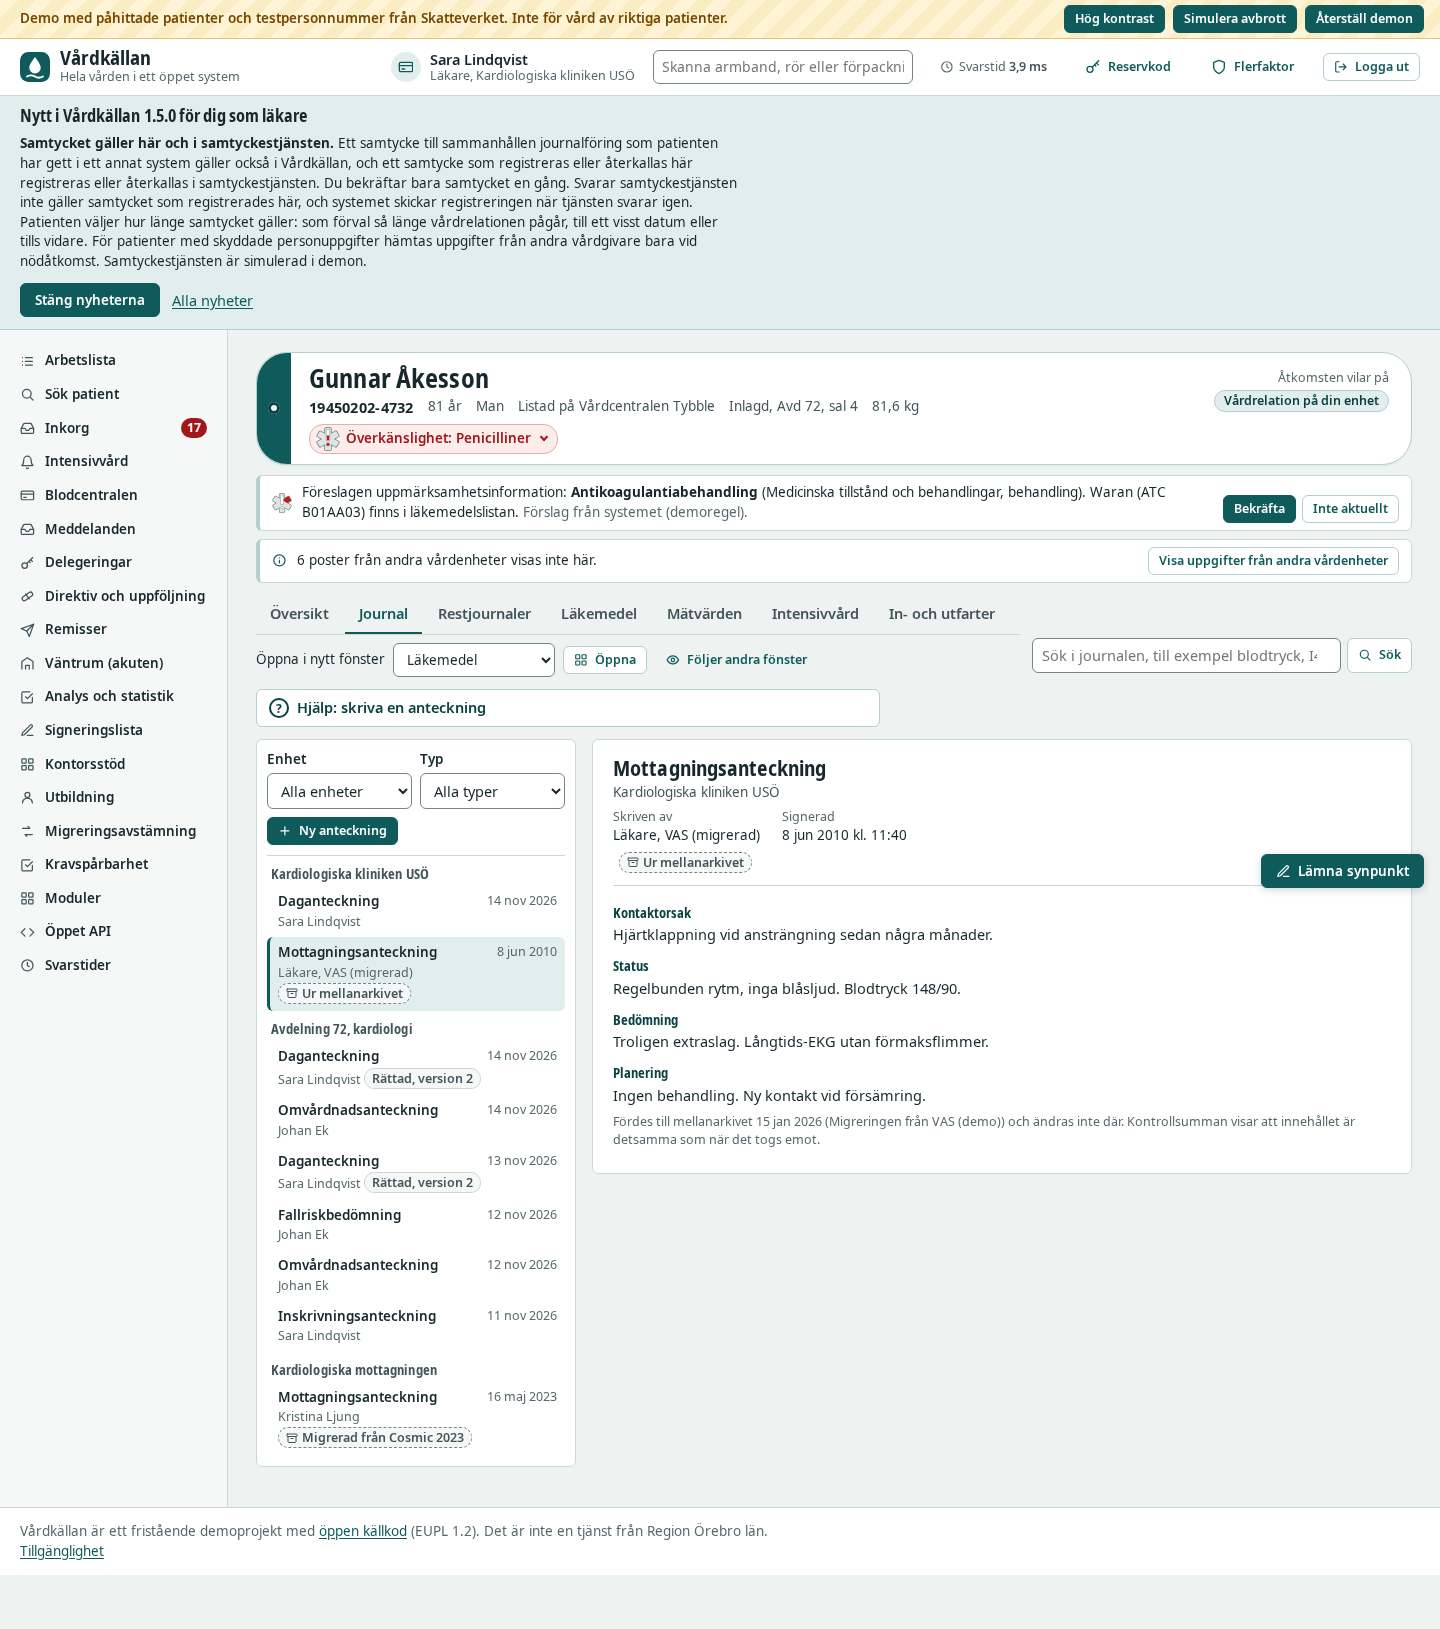 Demo med påhittade patienter och testpersonnummer från Skatteverket. Inte för vård av riktiga patienter.
Hög kontrast
Simulera avbrott
Återställ demon
Vårdkällan
Hela vården i ett öppet system
Sara Lindqvist
Läkare, Kardiologiska kliniken USÖ
Skanna armband, rör eller förpackni
Svarstid 3,9 ms
Reservkod
Flerfaktor
Logga ut
Nytt i Vårdkällan 1.5.0 för dig som läkare
Samtycket gäller här och i samtyckestjänsten. Ett samtycke till sammanhållen journalföring som patienten
har gett i ett annat system gäller också i Vårdkällan, och ett samtycke som registreras eller återkallas här
registreras eller återkallas i samtyckestjänsten. Du bekräftar bara samtycket en gång. Svarar samtyckestjänsten
inte gäller samtycket som registrerades här, och systemet skickar registreringen när tjänsten svarar igen.
Patienten väljer hur länge samtycket gäller: som förval så länge vårdrelationen pågår, till ett visst datum eller
tills vidare. För patienter med skyddade personuppgifter hämtas uppgifter från andra vårdgivare bara vid
nödåtkomst. Samtyckestjänsten är simulerad i demon.
Stäng nyheterna
Alla nyheter
Arbetslista
Sök patient
Inkorg 17
Intensivvård
Blodcentralen
Meddelanden
Delegeringar
Direktiv och uppföljning
Remisser
Väntrum (akuten)
Analys och statistik
Signeringslista
Kontorsstöd
Utbildning
Migreringsavstämning
Kravspårbarhet
Moduler
Öppet API
Svarstider
Gunnar Åkesson
19450202-4732 81 år Man Listad på Vårdcentralen Tybble Inlagd, Avd 72, sal 4 81,6 kg
Överkänslighet: Penicilliner
Åtkomsten vilar på
Vårdrelation på din enhet
Föreslagen uppmärksamhetsinformation: Antikoagulantiabehandling (Medicinska tillstånd och behandlingar, behandling). Waran (ATC
B01AA03) finns i läkemedelslistan. Förslag från systemet (demoregel).
Bekräfta
Inte aktuellt
6 poster från andra vårdenheter visas inte här.
Visa uppgifter från andra vårdenheter
Översikt
Journal
Restjournaler
Läkemedel
Mätvärden
Intensivvård
In- och utfarter
Öppna i nytt fönster
Läkemedel
Öppna
Följer andra fönster
Sök i journalen, till exempel blodtryck, I4
Sök
? Hjälp: skriva en anteckning
Enhet
Typ
Alla enheter
Alla typer
Ny anteckning
Kardiologiska kliniken USÖ
Daganteckning 14 nov 2026
Sara Lindqvist
Mottagningsanteckning 8 jun 2010
Läkare, VAS (migrerad)
Ur mellanarkivet
Avdelning 72, kardiologi
Daganteckning 14 nov 2026
Sara Lindqvist Rättad, version 2
Omvårdnadsanteckning 14 nov 2026
Johan Ek
Daganteckning 13 nov 2026
Sara Lindqvist Rättad, version 2
Fallriskbedömning 12 nov 2026
Johan Ek
Omvårdnadsanteckning 12 nov 2026
Johan Ek
Inskrivningsanteckning 11 nov 2026
Sara Lindqvist
Kardiologiska mottagningen
Mottagningsanteckning 16 maj 2023
Kristina Ljung
Migrerad från Cosmic 2023
Mottagningsanteckning
Kardiologiska kliniken USÖ
Skriven av
Läkare, VAS (migrerad)
Signerad
8 jun 2010 kl. 11:40
Ur mellanarkivet
Lämna synpunkt
Kontaktorsak
Hjärtklappning vid ansträngning sedan några månader.
Status
Regelbunden rytm, inga blåsljud. Blodtryck 148/90.
Bedömning
Troligen extraslag. Långtids-EKG utan förmaksflimmer.
Planering
Ingen behandling. Ny kontakt vid försämring.
Fördes till mellanarkivet 15 jan 2026 (Migreringen från VAS (demo)) och ändras inte där. Kontrollsumman visar att innehållet är
detsamma som när det togs emot.
Vårdkällan är ett fristående demoprojekt med öppen källkod (EUPL 1.2). Det är inte en tjänst från Region Örebro län.
Tillgänglighet